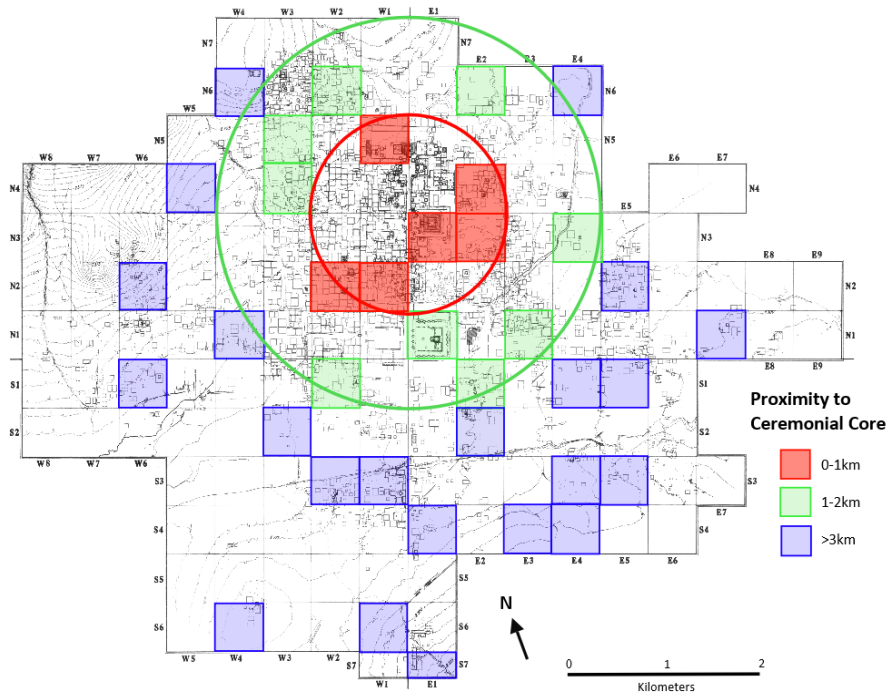 W4 W3 W2 W1 E1
N7 N7 E2 E3 E4
N6 N6
W5
N5 N5
W8 W7 W6 E6 E7
N4 N4
E5
N3 N3
E8 E9
N2 N2
N1 N1
E8 E9
S1 S1
Proximity to
Ceremonial Core
S2 S2
W8 W7 W6
0-1km
S3 S3
1-2km
E7
S4 S4
>3km
E2 E3 E4 E5 E6
S5 S5
N
S6 S6
W5 W4 W3 W2 S7 S7
W1 E1
0 1 2
Kilometers